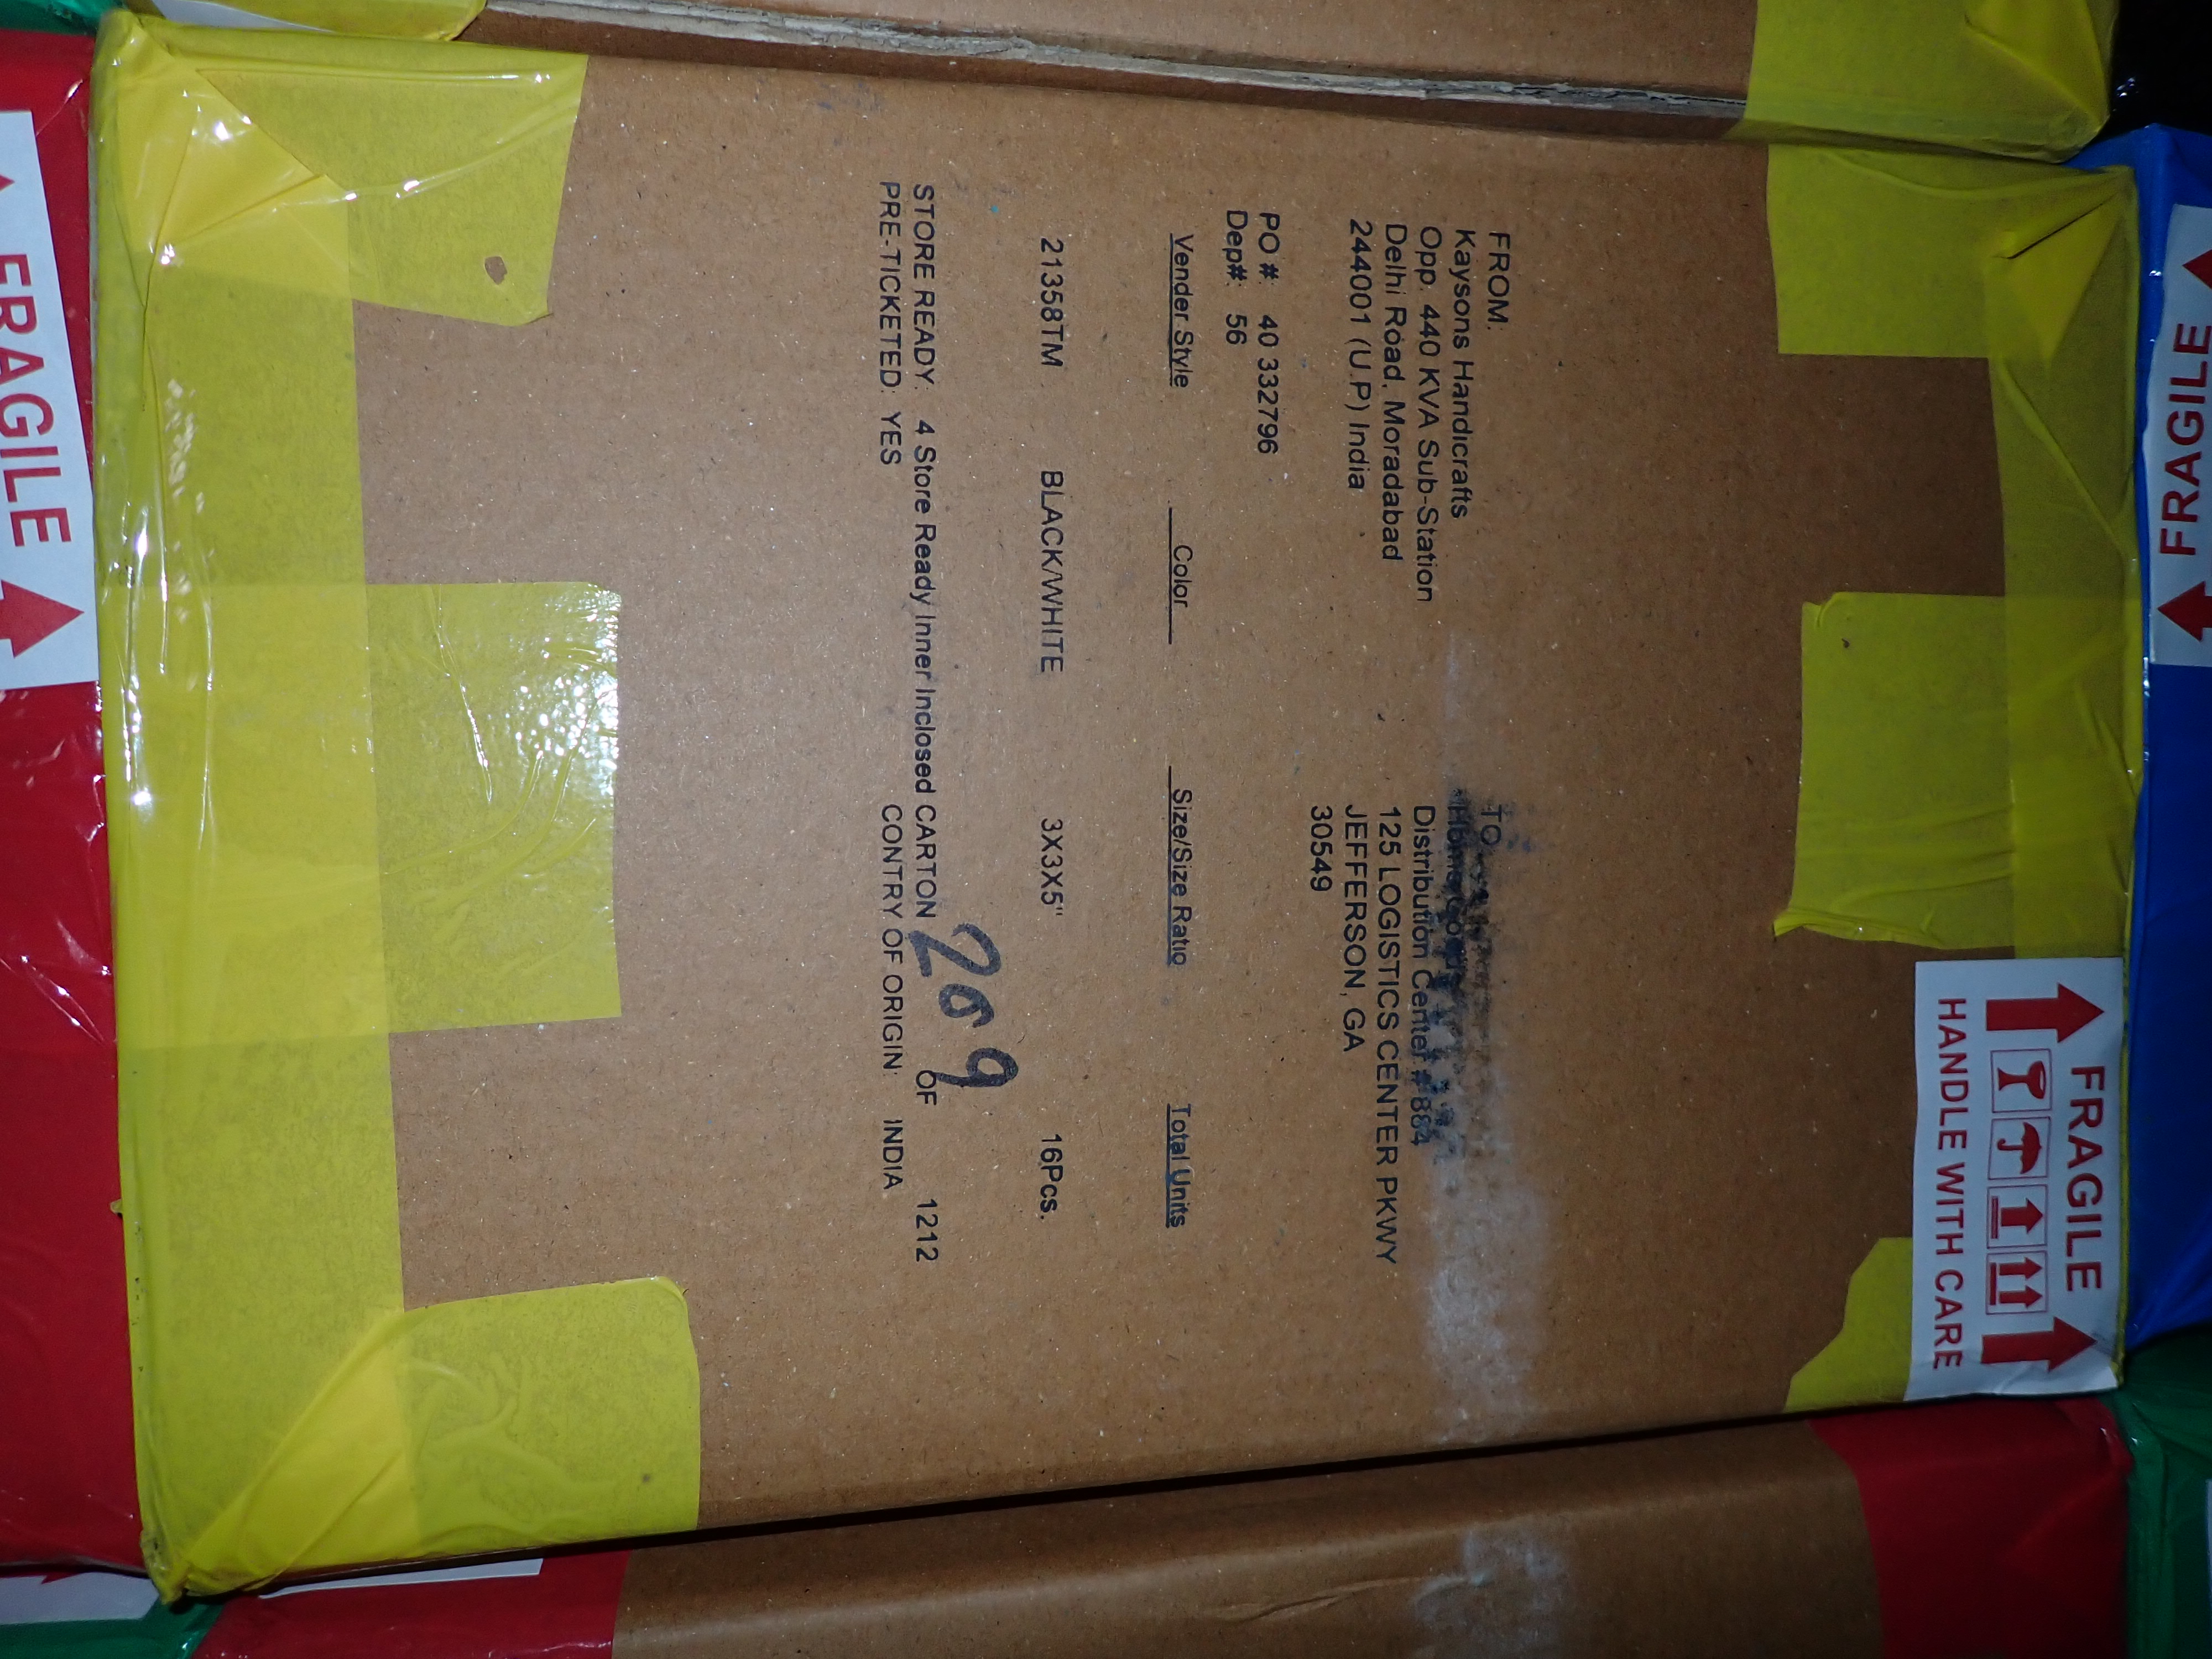 FRAGILE
HANDLE WITH CARE
FROM:
Kaysons Handicrafts
Opp. 440 KVA Sub-Station
Delhi Road, Moradabad
244001 (U.P) India
TO
Home Goods
Distribution Center # 884
125 LOGISTICS CENTER PKWY
JEFFERSON, GA
30549
PO # 40 332796
Dep#: 56
Vender Style Color Size/Size Ratio Total Units
21358TM BLACK/WHITE 3X3X5" 16Pcs.
STORE READY: 4 Store Ready Inner Inclosed CARTON 209 OF 1212
PRE-TICKETED: YES CONTRY OF ORIGIN: INDIA
FRAGILE
FRAGILE